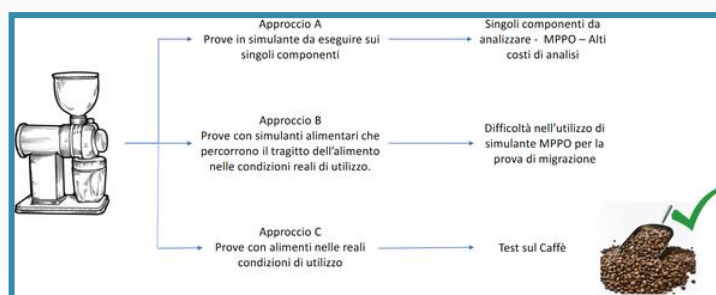 Approccio A
Prove in simulante da eseguire sui
singoli componenti
Singoli componenti da
analizzare - MPPO – Alti
costi di analisi
Approccio B
Prove con simulanti alimentari che
percorrono il tragitto dell'alimento
nelle condizioni reali di utilizzo.
Difficoltà nell'utilizzo di
simulante MPPO per la
prova di migrazione
Approccio C
Prove con alimenti nelle reali
condizioni di utilizzo
Test sul Caffè